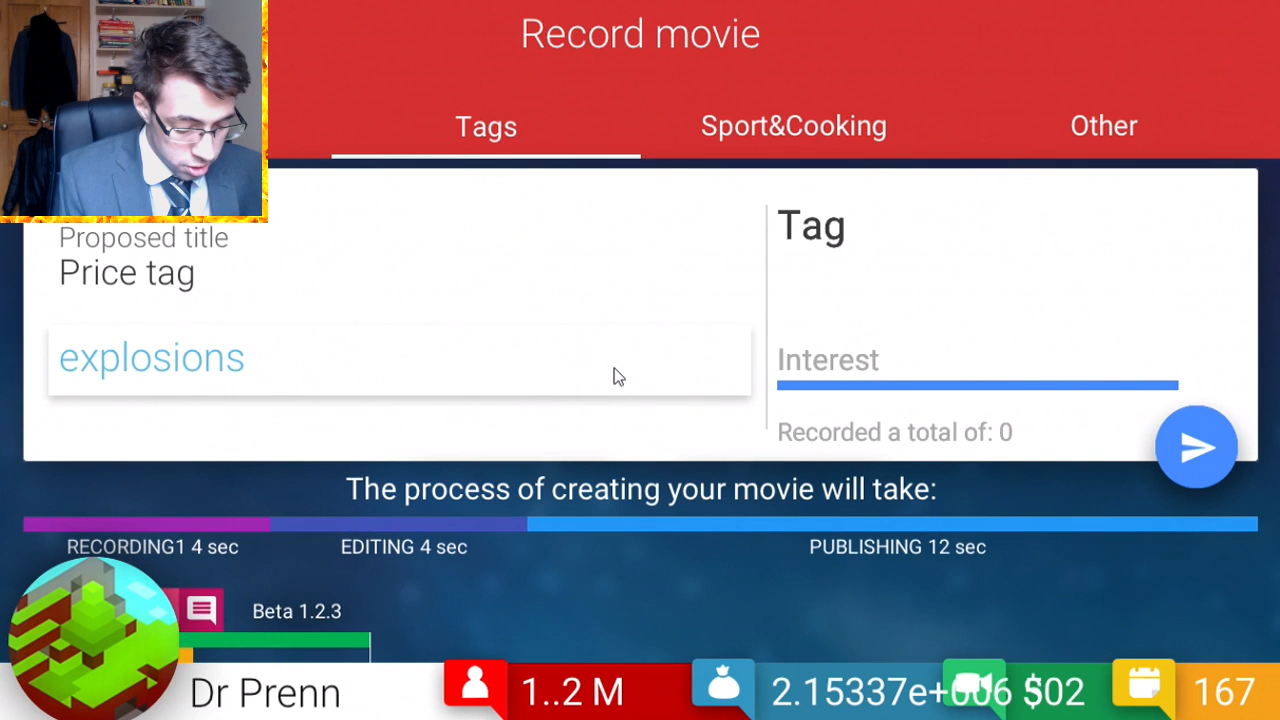 Record movie
Tags
Sport&Cooking
Other
Proposed title
Price tag
explosions
Tag
Interest
Recorded a total of: 0
The process of creating your movie will take:
RECORDING1 4 sec
EDITING 4 sec
PUBLISHING 12 sec
Beta 1.2.3
Dr Prenn
1..2 M
2.15337e+006 $
02
167